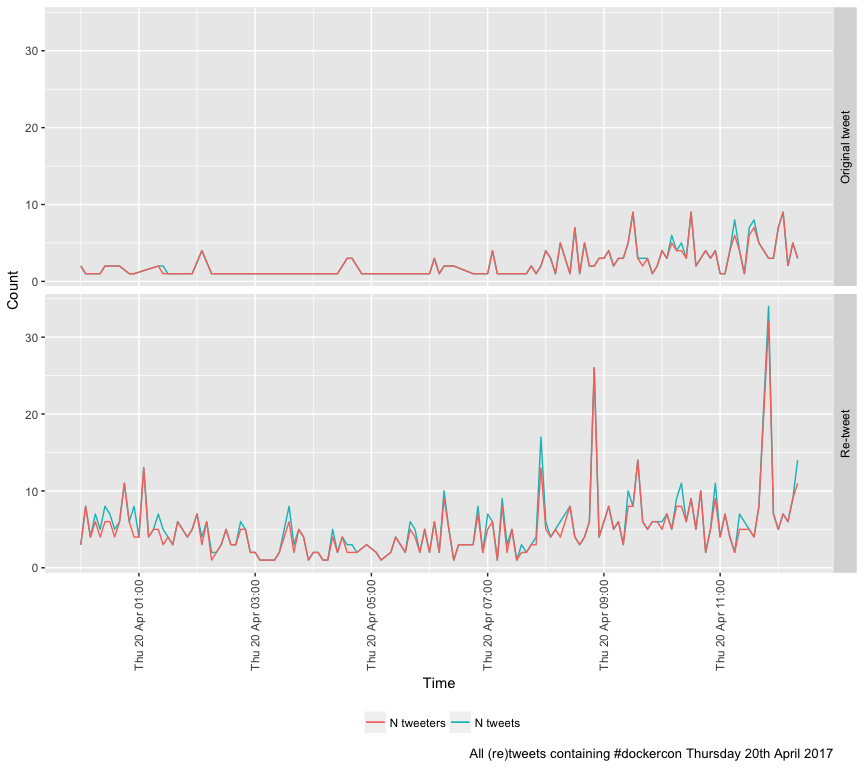 Count
30
20
10
0
Original tweet
30
20
10
0
Re-tweet
Thu 20 Apr 01:00
Thu 20 Apr 03:00
Thu 20 Apr 05:00
Thu 20 Apr 07:00
Thu 20 Apr 09:00
Thu 20 Apr 11:00
Time
N tweeters N tweets
All (re)tweets containing #dockercon Thursday 20th April 2017